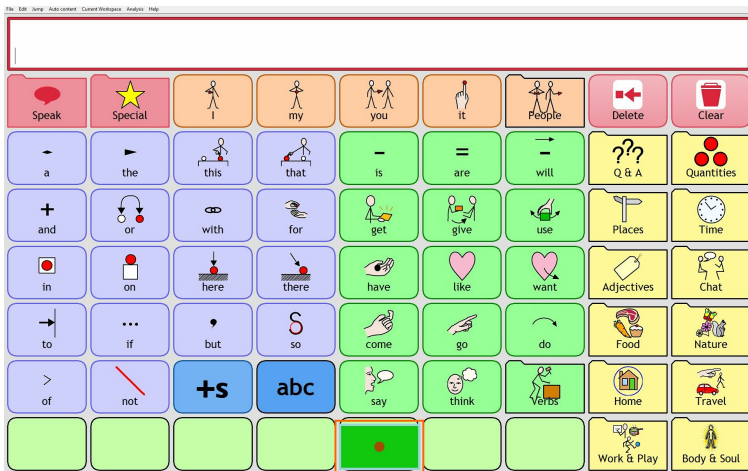 File Edit Jump Auto content Current Workspace Analysis Help
Speak Special I my you it People Delete Clear
a the this that is are will ??? Q & A Quantities
and or with for get give use Places Time
in on here there have like want Adjectives Chat
to if but so come go do Food Nature
of not +s abc say think Verbs Home Travel
Work & Play Body & Soul